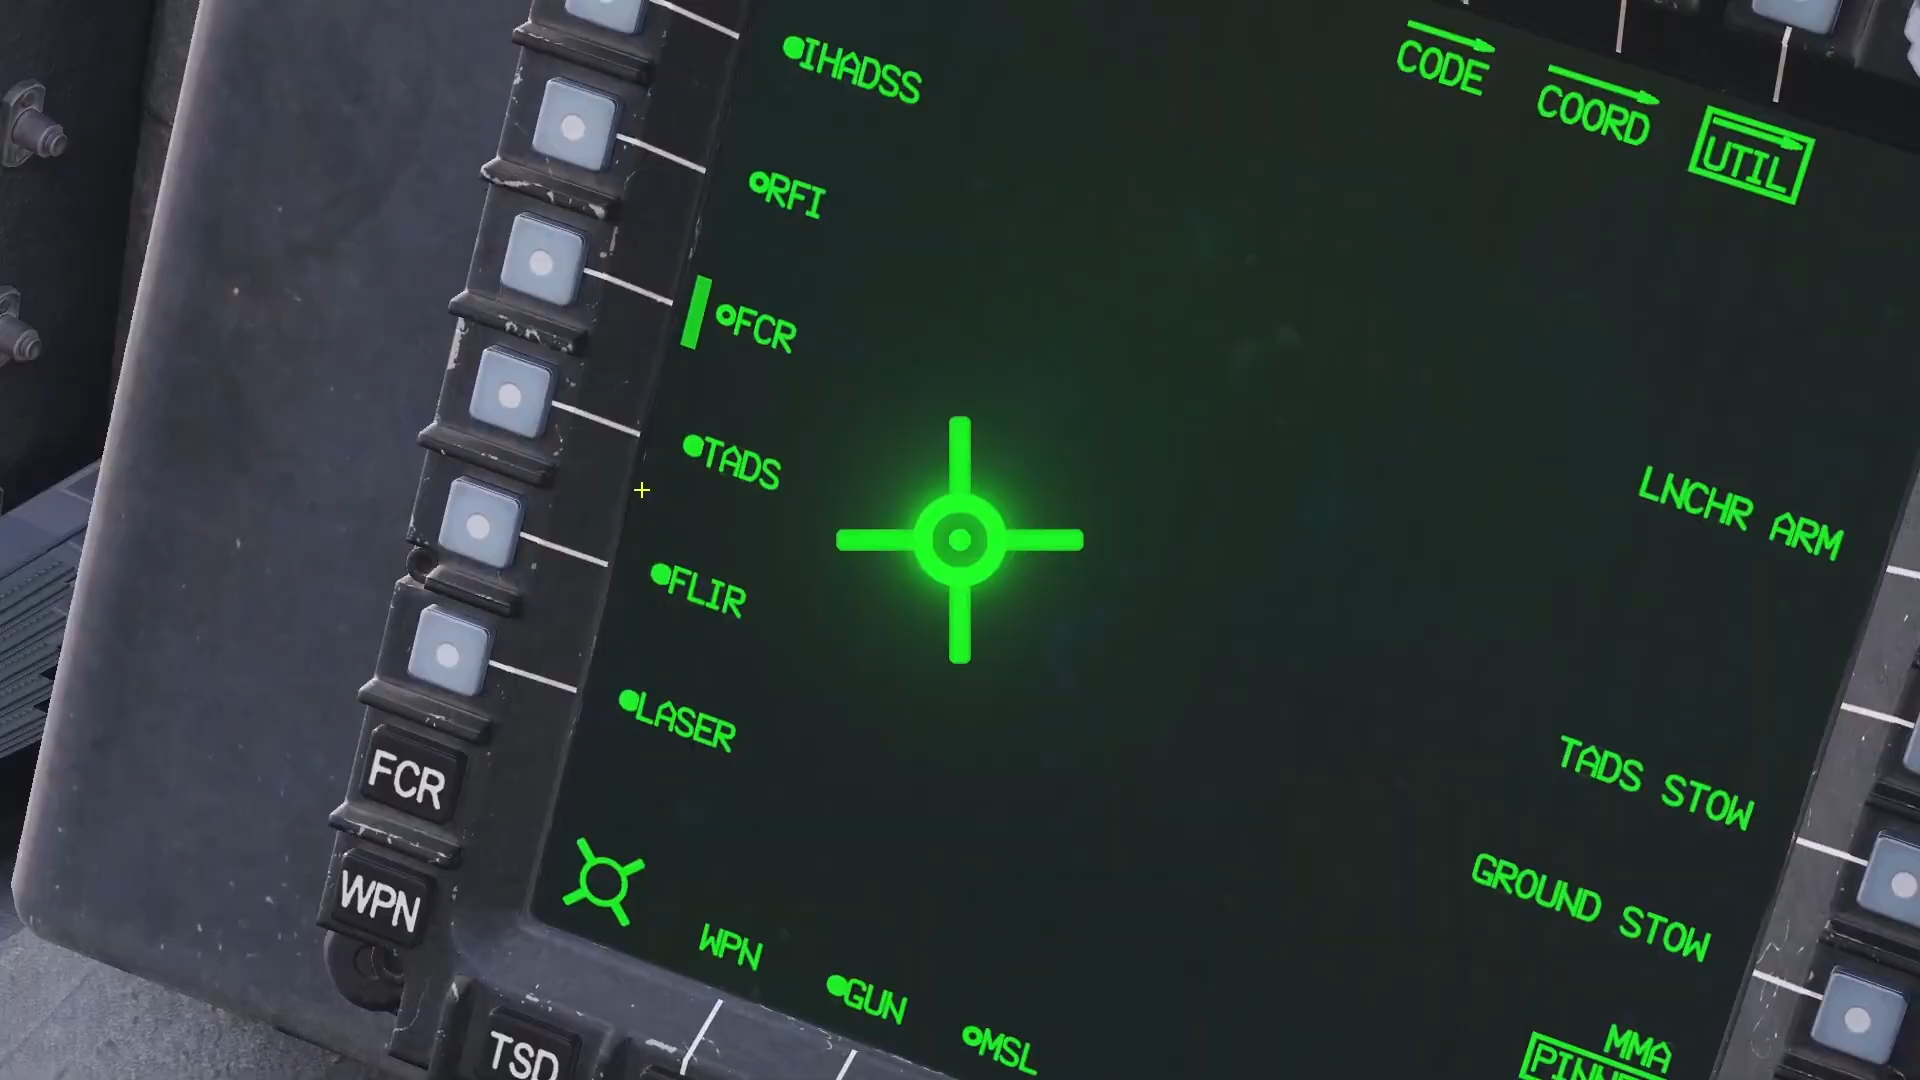 CODE
COORD
UTIL
IHADSS
RFI
FCR
TADS
FLIR
LASER
LNCHR ARM
TADS STOW
GROUND STOW
MMA
FCR
WPN
WPN
GUN
MSL
TSD